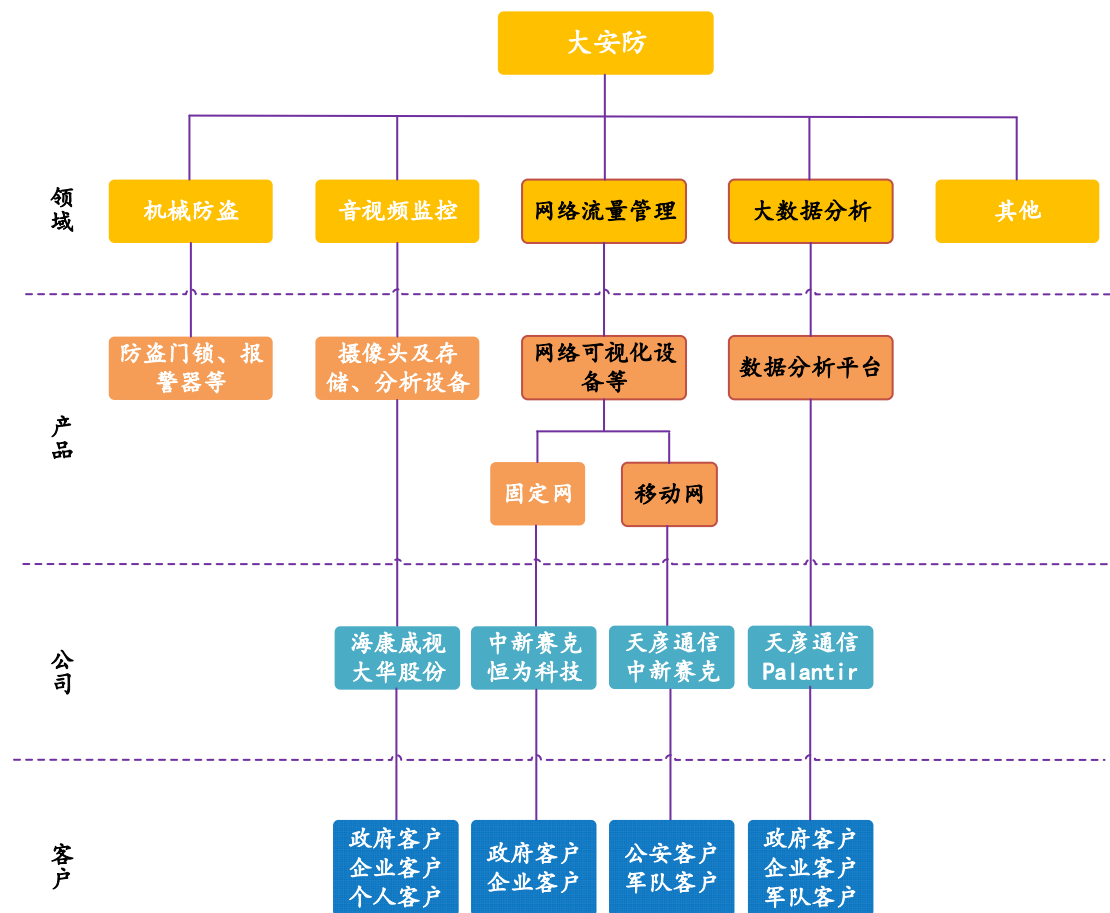 大安防
领域
机械防盗
音视频监控
网络流量管理
大数据分析
其他
产品
防盗门锁、报
警器等
摄像头及存
储、分析设备
网络可视化设
备等
数据分析平台
固定网
移动网
公司
海康威视
大华股份
中新赛克
恒为科技
天彦通信
中新赛克
天彦通信
Palantir
客户
政府客户
企业客户
个人客户
政府客户
企业客户
公安客户
军队客户
政府客户
企业客户
军队客户